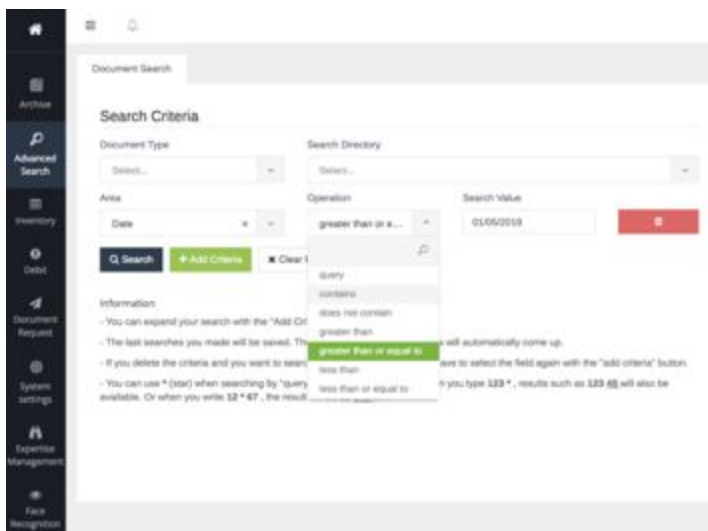 Document Search
Archive
Search Criteria
Document Type
Search Directory
Select...
Select...
Advanced
Search
Area
Operation
Search Value
Date
greater than or e...
01/05/2019
Inventory
Search
Add Criteria
Clear
Debit
query
contains
does not contain
greater than
greater than or equal to
less than
less than or equal to
Information
- You can expand your search with the "Add Cri
- The last searches you made will be saved. Th
will automatically come up.
- If you delete the criteria and you want to sear
ave to select the field again with the "add criteria" button.
- You can use * (star) when searching by "query
you type 123 * , results such as 123 45 will also be
available. Or when you write 12 * 67 , the result
Document
Request
System
settings
Expertise
Management
Face
Recognition